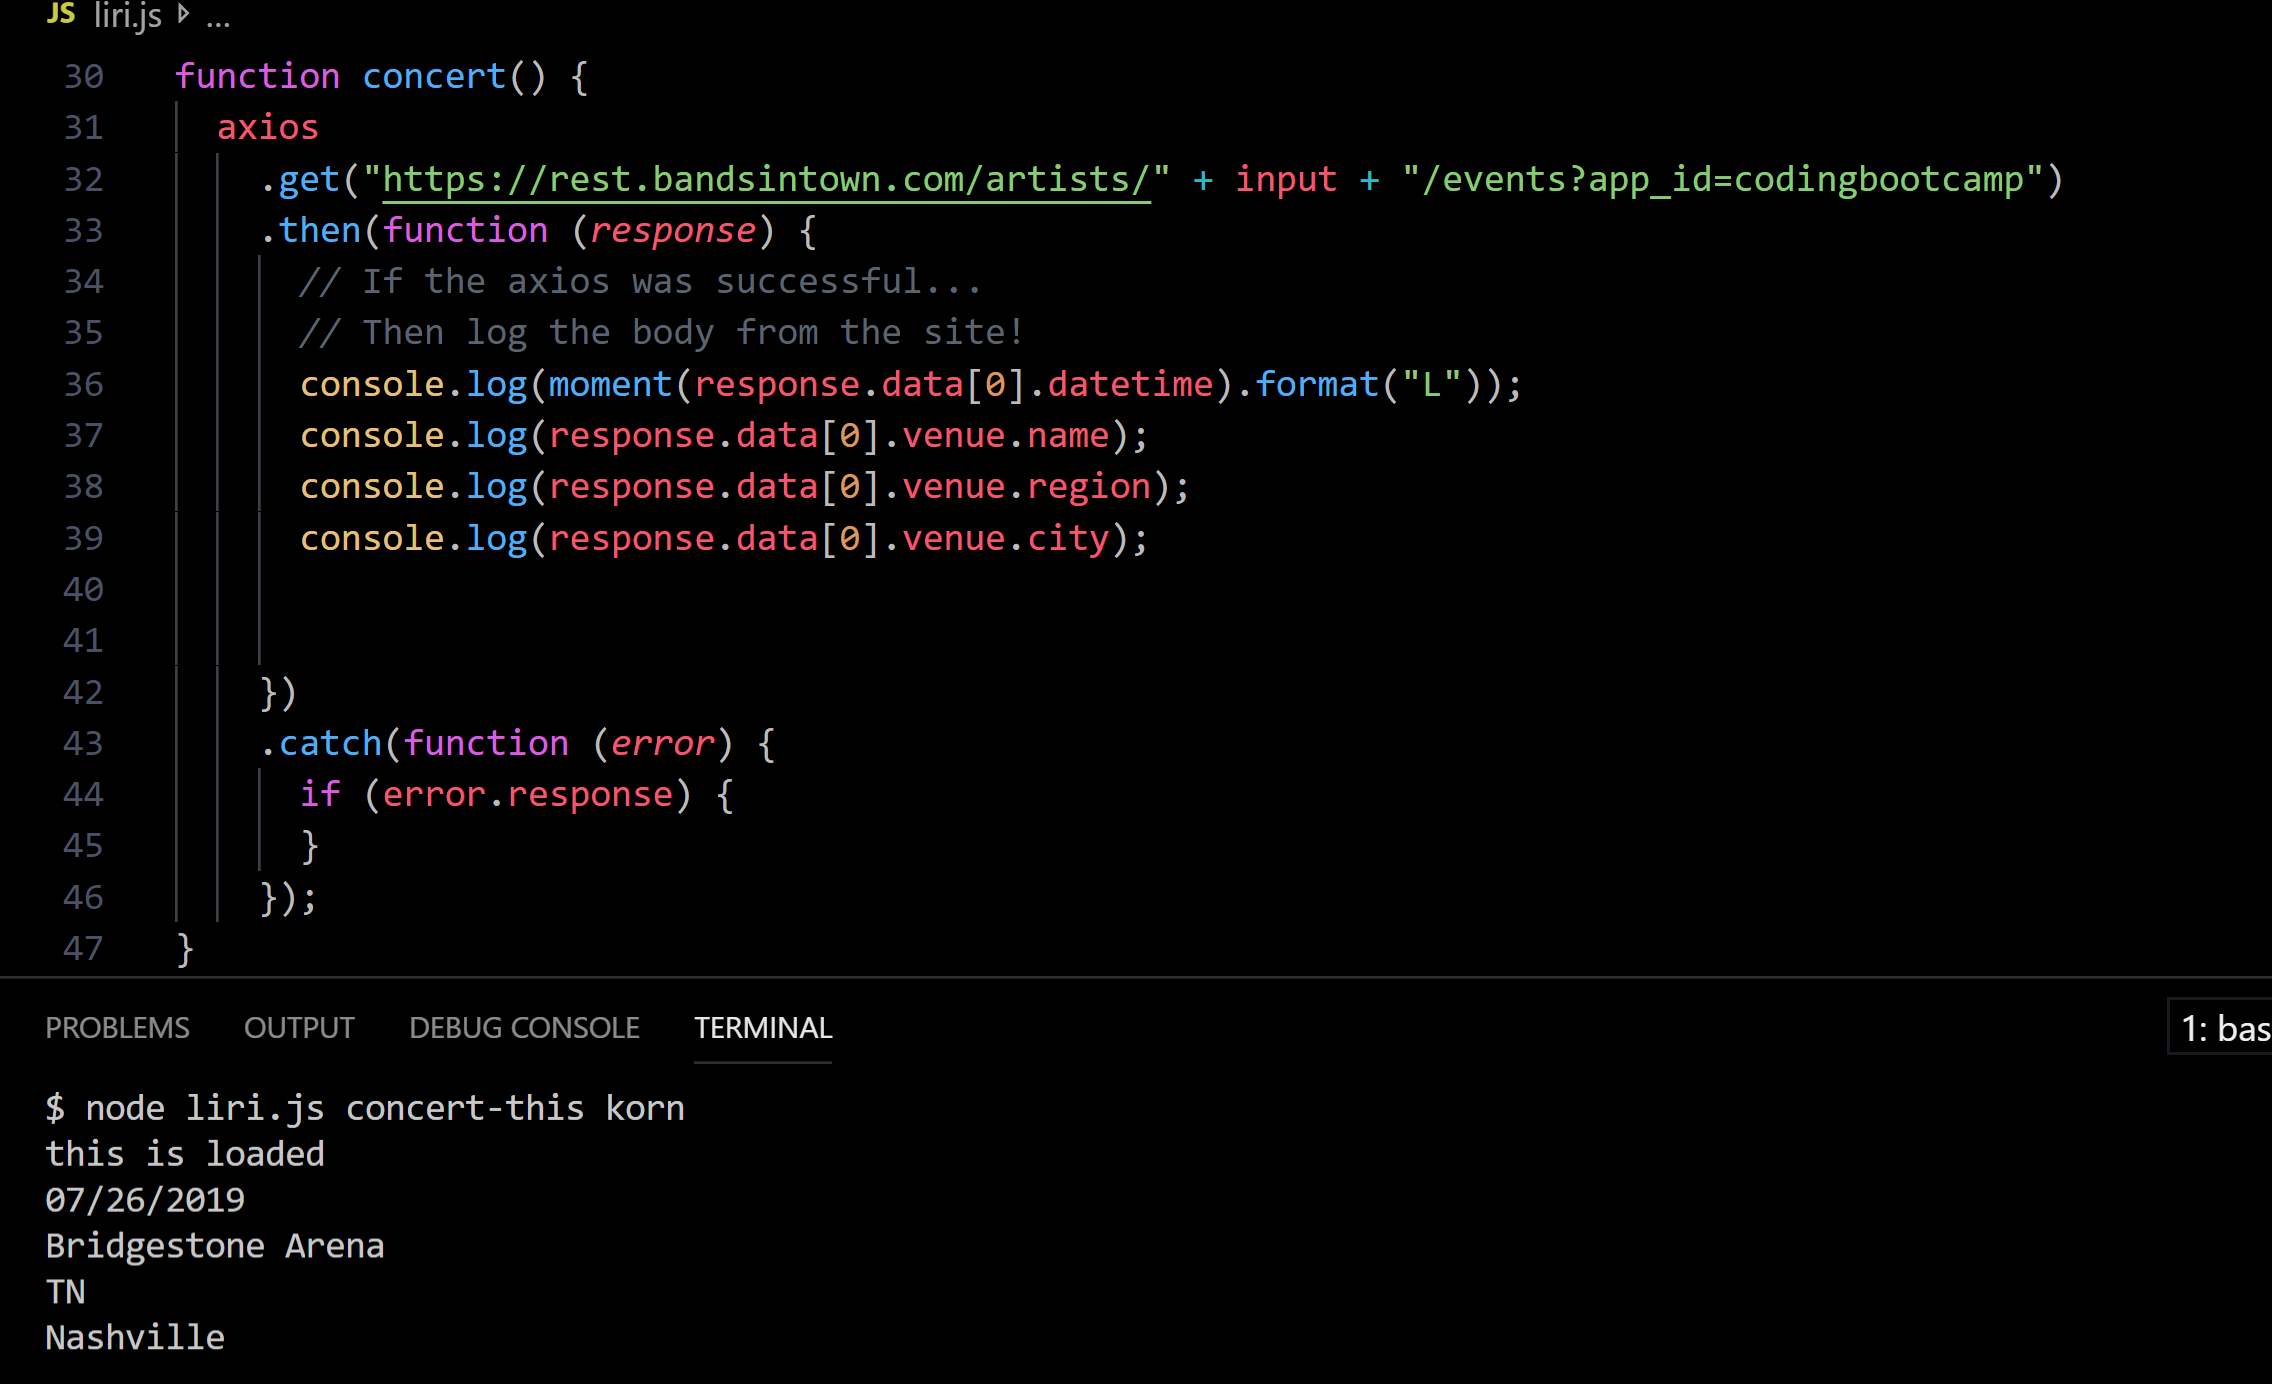 JS liri.js ▷ ...
30 function concert() {
31 axios
32 .get("https://rest.bandsintown.com/artists/" + input + "/events?app_id=codingbootcamp")
33 .then(function (response) {
34 // If the axios was successful...
35 // Then log the body from the site!
36 console.log(moment(response.data[0].datetime).format("L"));
37 console.log(response.data[0].venue.name);
38 console.log(response.data[0].venue.region);
39 console.log(response.data[0].venue.city);
40
41
42 })
43 .catch(function (error) {
44 if (error.response) {
45 }
46 });
47 }
PROBLEMS OUTPUT DEBUG CONSOLE TERMINAL 1: bas
$ node liri.js concert-this korn
this is loaded
07/26/2019
Bridgestone Arena
TN
Nashville